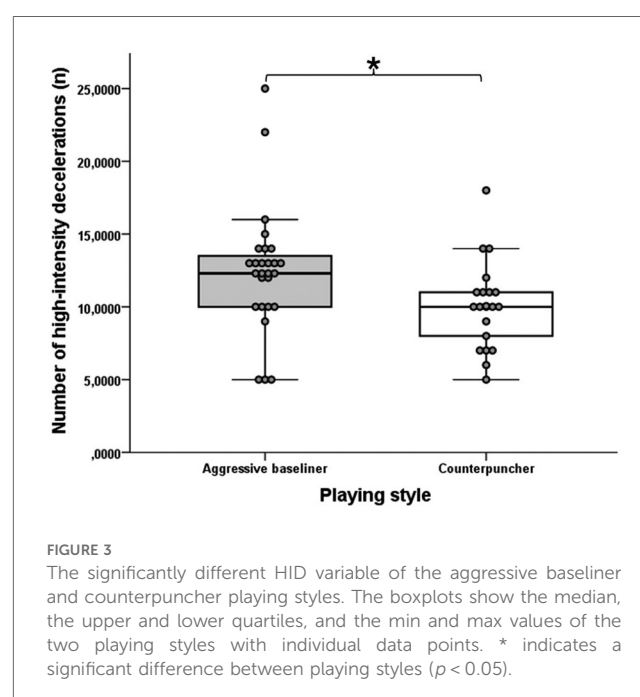 *
Number of high-intensity decelerations (n)
25,0000
20,0000
15,0000
10,0000
5,0000
,0000
Aggressive baseliner
Counterpuncher
Playing style
FIGURE 3
The significantly different HID variable of the aggressive baseliner
and counterpuncher playing styles. The boxplots show the median,
the upper and lower quartiles, and the min and max values of the
two playing styles with individual data points. * indicates a
significant difference between playing styles (p < 0.05).